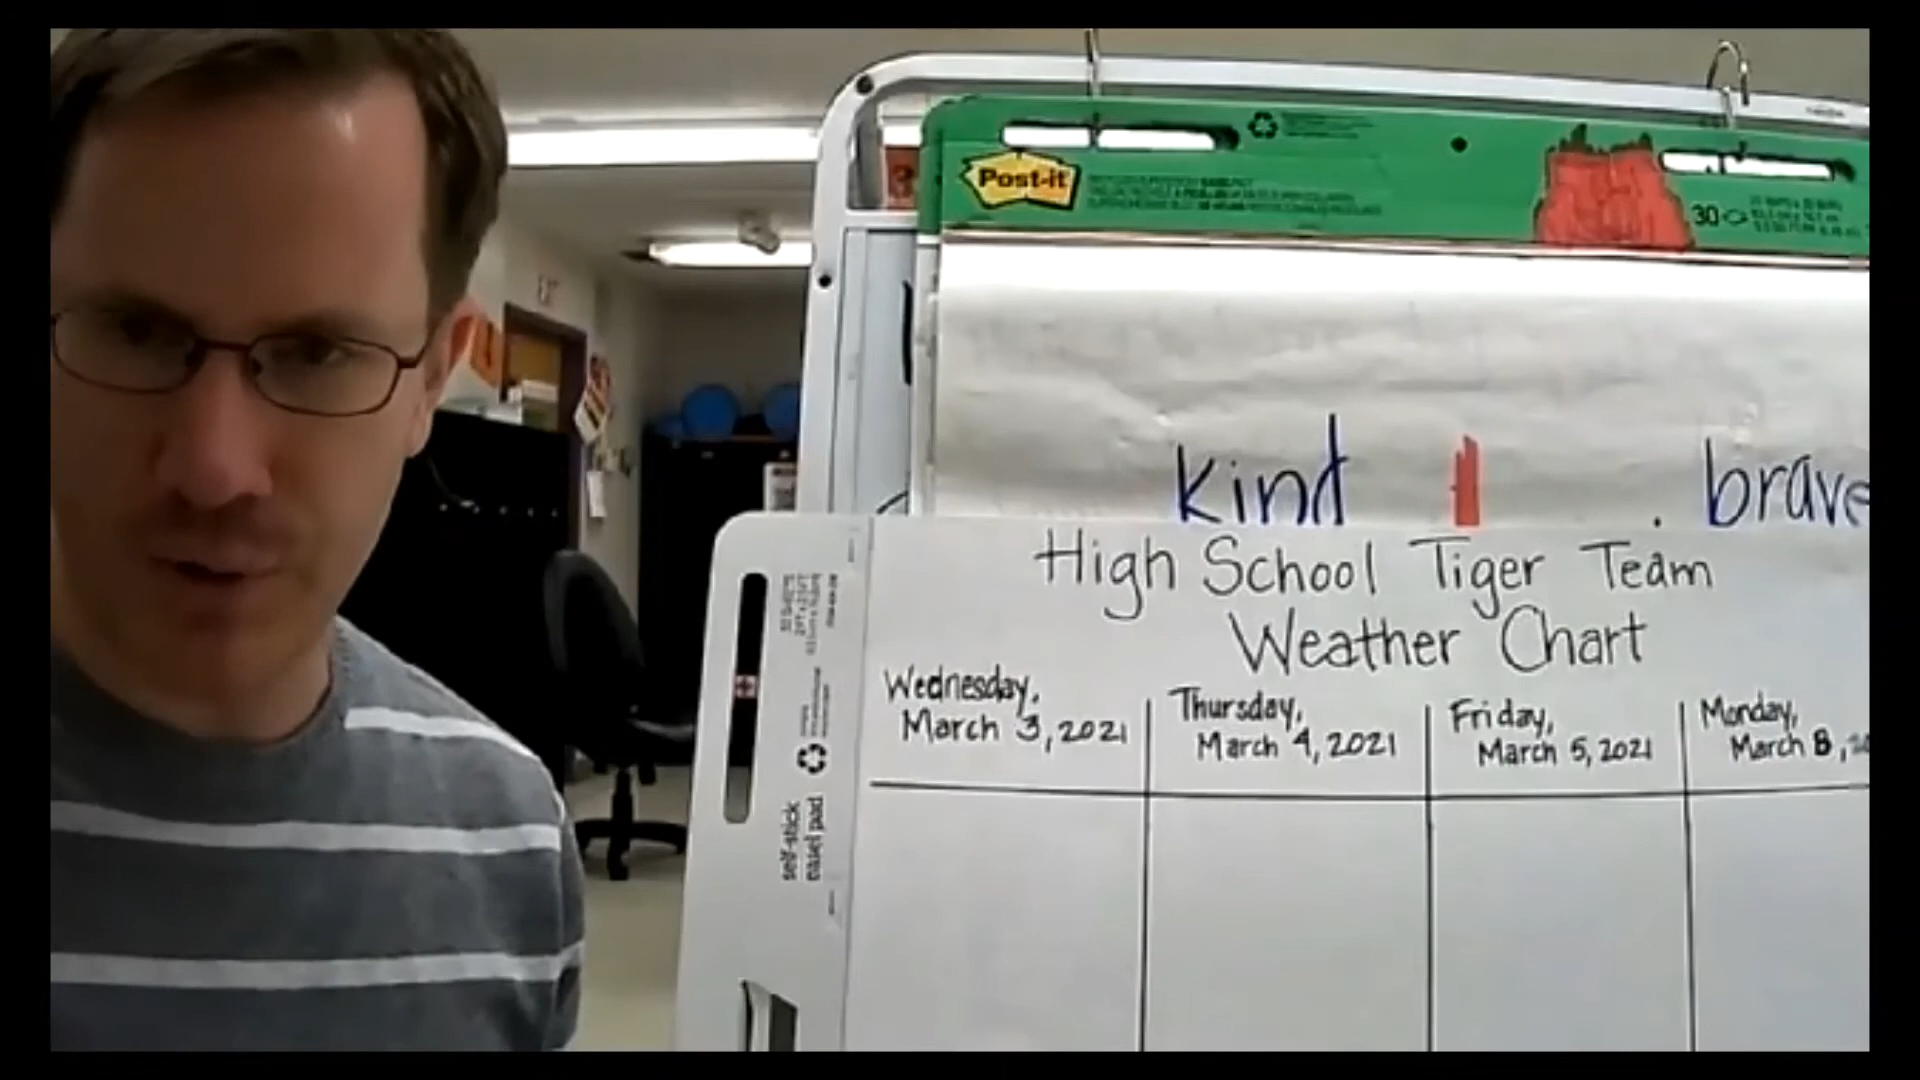 Post-it
30
kind
brave
High School Tiger Team
Weather Chart
Wednesday,
March 3, 2021
Thursday,
March 4, 2021
Friday,
March 5, 2021
Monday,
March 8,
self-stick
easel pad